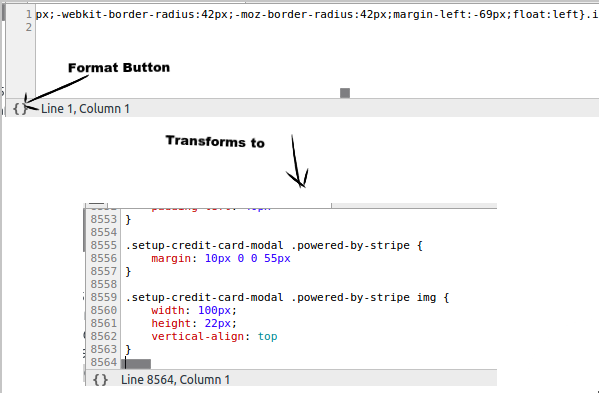 1 px;-webkit-border-radius:42px;-moz-border-radius:42px;margin-left:-69px;float:left}.i
2
Format Button
{} Line 1, Column 1
Transforms to
8553 }
8554
8555 .setup-credit-card-modal .powered-by-stripe {
8556 margin: 10px 0 0 55px
8557 }
8558
8559 .setup-credit-card-modal .powered-by-stripe img {
8560 width: 100px;
8561 height: 22px;
8562 vertical-align: top
8563 }
8564
{} Line 8564, Column 1